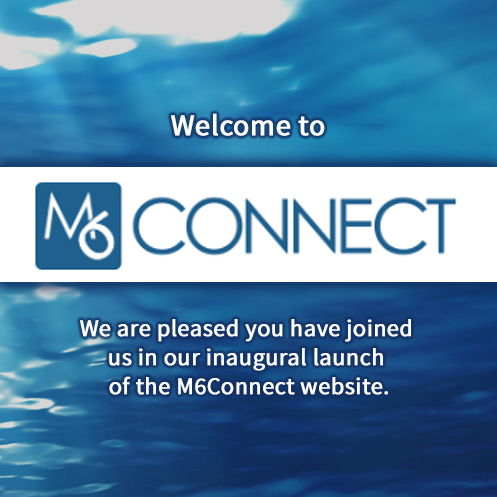 Welcome to
M6 CONNECT
We are pleased you have joined
us in our inaugural launch
of the M6Connect website.